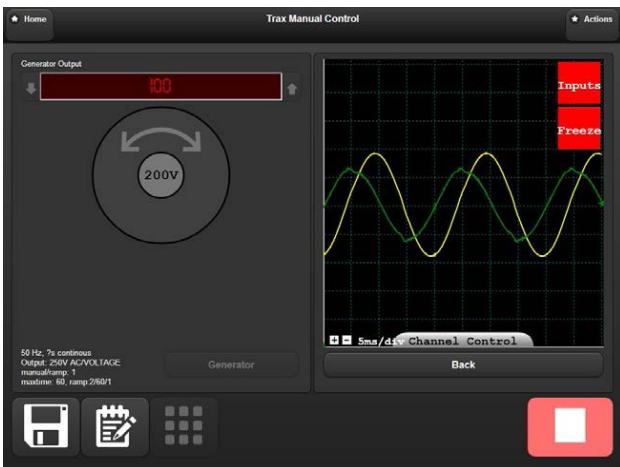 Home
Trax Manual Control
Actions
Generator Output
100
200V
Inputs
Freeze
5ms/div Channel Control
50 Hz, ?s continous
Output: 250V AC/VOLTAGE
manual/ramp: 1
maxtime: 60, ramp:2/60/1
Generator
Back